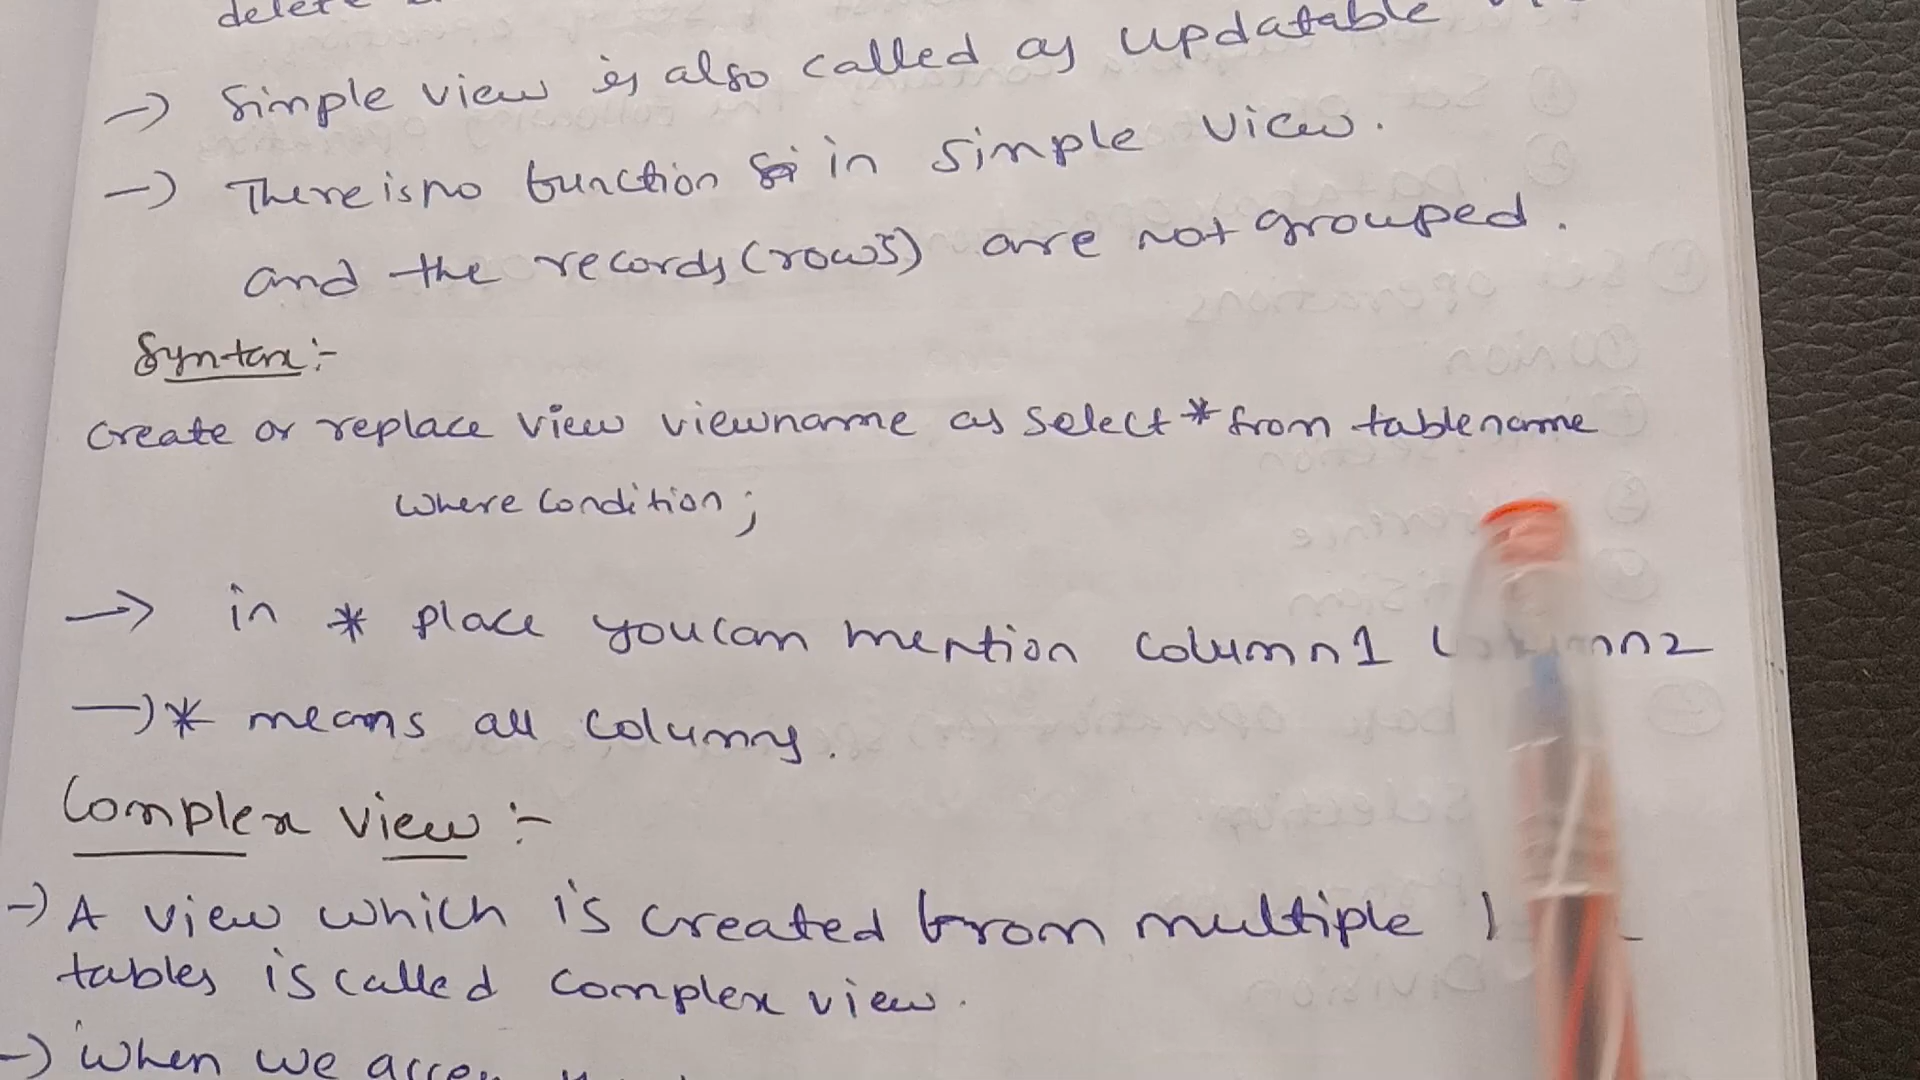 delete
-> Simple view is also called as updatable
-> There is no function in simple view.
and the records (rows) are not grouped.
Syntax:-
create or replace view viewname as select * from tablename
where condition;
-> in * place you can mention column1 column2
-> * means all columns.
Complex view :-
-> A view which is created from multiple
tables is called complex view.
-> when we